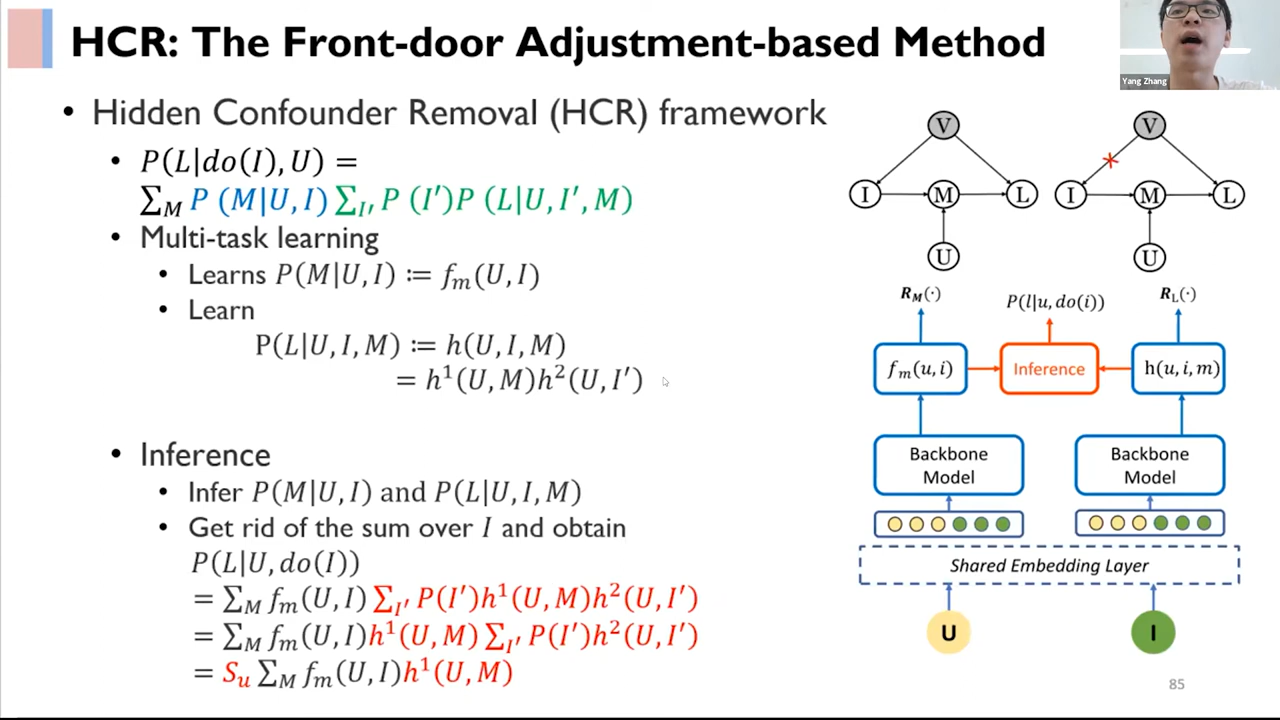 HCR: The Front-door Adjustment-based Method
Yang Zhang
• Hidden Confounder Removal (HCR) framework
• P(L|do(I), U) =
∑_M P (M|U, I) ∑_{I′} P (I′)P (L|U, I′, M)
• Multi-task learning
• Learns P(M|U, I) ≔ f_m(U, I)
• Learn
P(L|U, I, M) ≔ h(U, I, M)
= h¹(U, M)h²(U, I′)
• Inference
• Infer P(M|U, I) and P(L|U, I, M)
• Get rid of the sum over I and obtain
P(L|U, do(I))
= ∑_M f_m(U, I) ∑_{I′} P(I′)h¹(U, M)h²(U, I′)
= ∑_M f_m(U, I)h¹(U, M) ∑_{I′} P(I′)h²(U, I′)
= S_u ∑_M f_m(U, I)h¹(U, M)
V
V
I M L
I M L
U
U
R_M(·) P(l|u, do(i)) R_L(·)
f_m(u, i) Inference h(u, i, m)
Backbone
Model
Backbone
Model
Shared Embedding Layer
U I
85